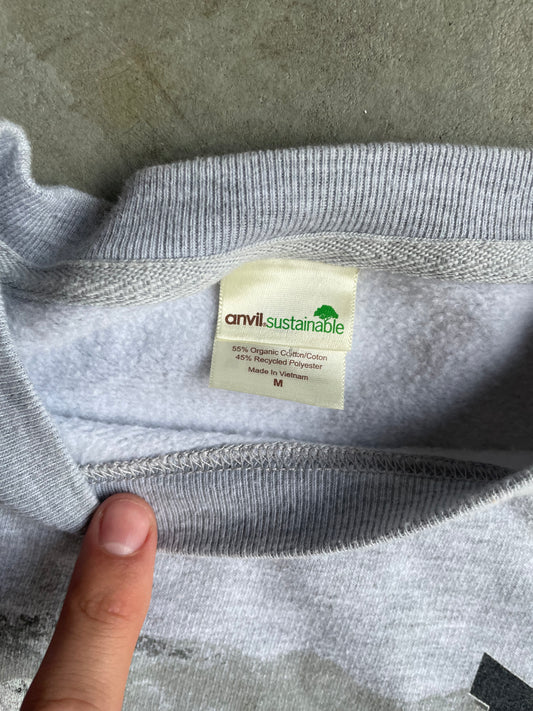 anvil® sustainable
55% Organic Cotton/Coton
45% Recycled Polyester
Made In Vietnam
M